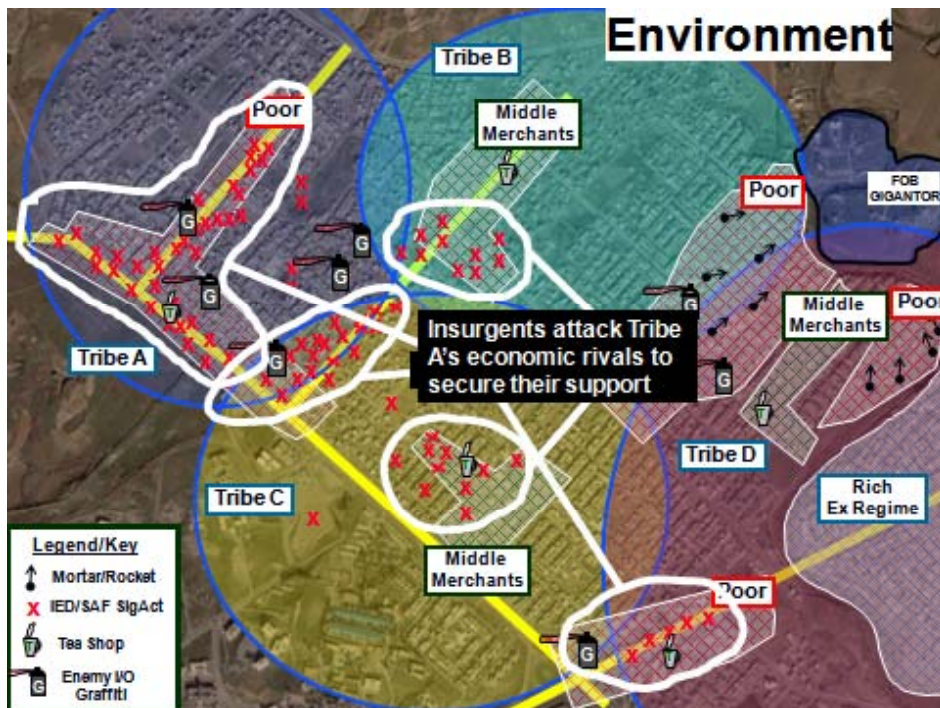 Environment
Tribe B
Poor
Middle
Merchants
FOB
GIGANTOR
Poor
G
G
G
G
Middle
Merchants
Poor
G
Insurgents attack Tribe
A's economic rivals to
secure their support
Tribe A
G
G
Tribe D
Tribe C
Rich
Ex Regime
Middle
Merchants
Poor
G
Legend/Key
Mortar/Rocket
X IED/SAF SigAct
Tea Shop
G Enemy I/O
Graffiti